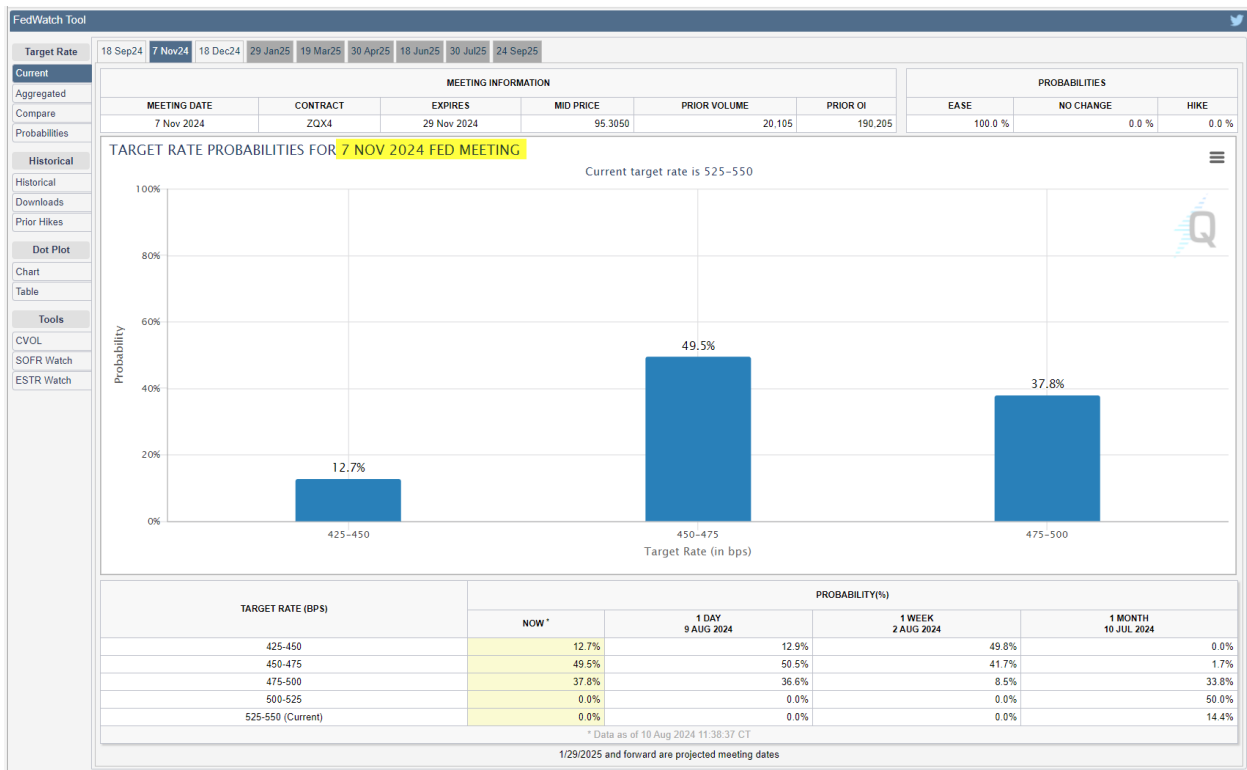 FedWatch Tool
Target Rate
Current
Aggregated
Compare
Probabilities
Historical
Historical
Downloads
Prior Hikes
Dot Plot
Chart
Table
Tools
CVOL
SOFR Watch
ESTR Watch
18 Sep24 7 Nov24 18 Dec24 29 Jan25 19 Mar25 30 Apr25 18 Jun25 30 Jul25 24 Sep25
MEETING INFORMATION
MEETING DATE CONTRACT EXPIRES MID PRICE PRIOR VOLUME PRIOR OI
7 Nov 2024 ZQX4 29 Nov 2024 95.3050 20,105 190,205
PROBABILITIES
EASE NO CHANGE HIKE
100.0 % 0.0 % 0.0 %
TARGET RATE PROBABILITIES FOR 7 NOV 2024 FED MEETING
Current target rate is 525-550
Q
Probability
100%
80%
60%
40%
20%
0%
12.7%
49.5%
37.8%
425-450 450-475 475-500
Target Rate (in bps)
TARGET RATE (BPS) PROBABILITY(%)
NOW * 1 DAY 1 WEEK 1 MONTH
9 AUG 2024 2 AUG 2024 10 JUL 2024
425-450 12.7% 12.9% 49.8% 0.0%
450-475 49.5% 50.5% 41.7% 1.7%
475-500 37.8% 36.6% 8.5% 33.8%
500-525 0.0% 0.0% 0.0% 50.0%
525-550 (Current) 0.0% 0.0% 0.0% 14.4%
* Data as of 10 Aug 2024 11:38:37 CT
1/29/2025 and forward are projected meeting dates